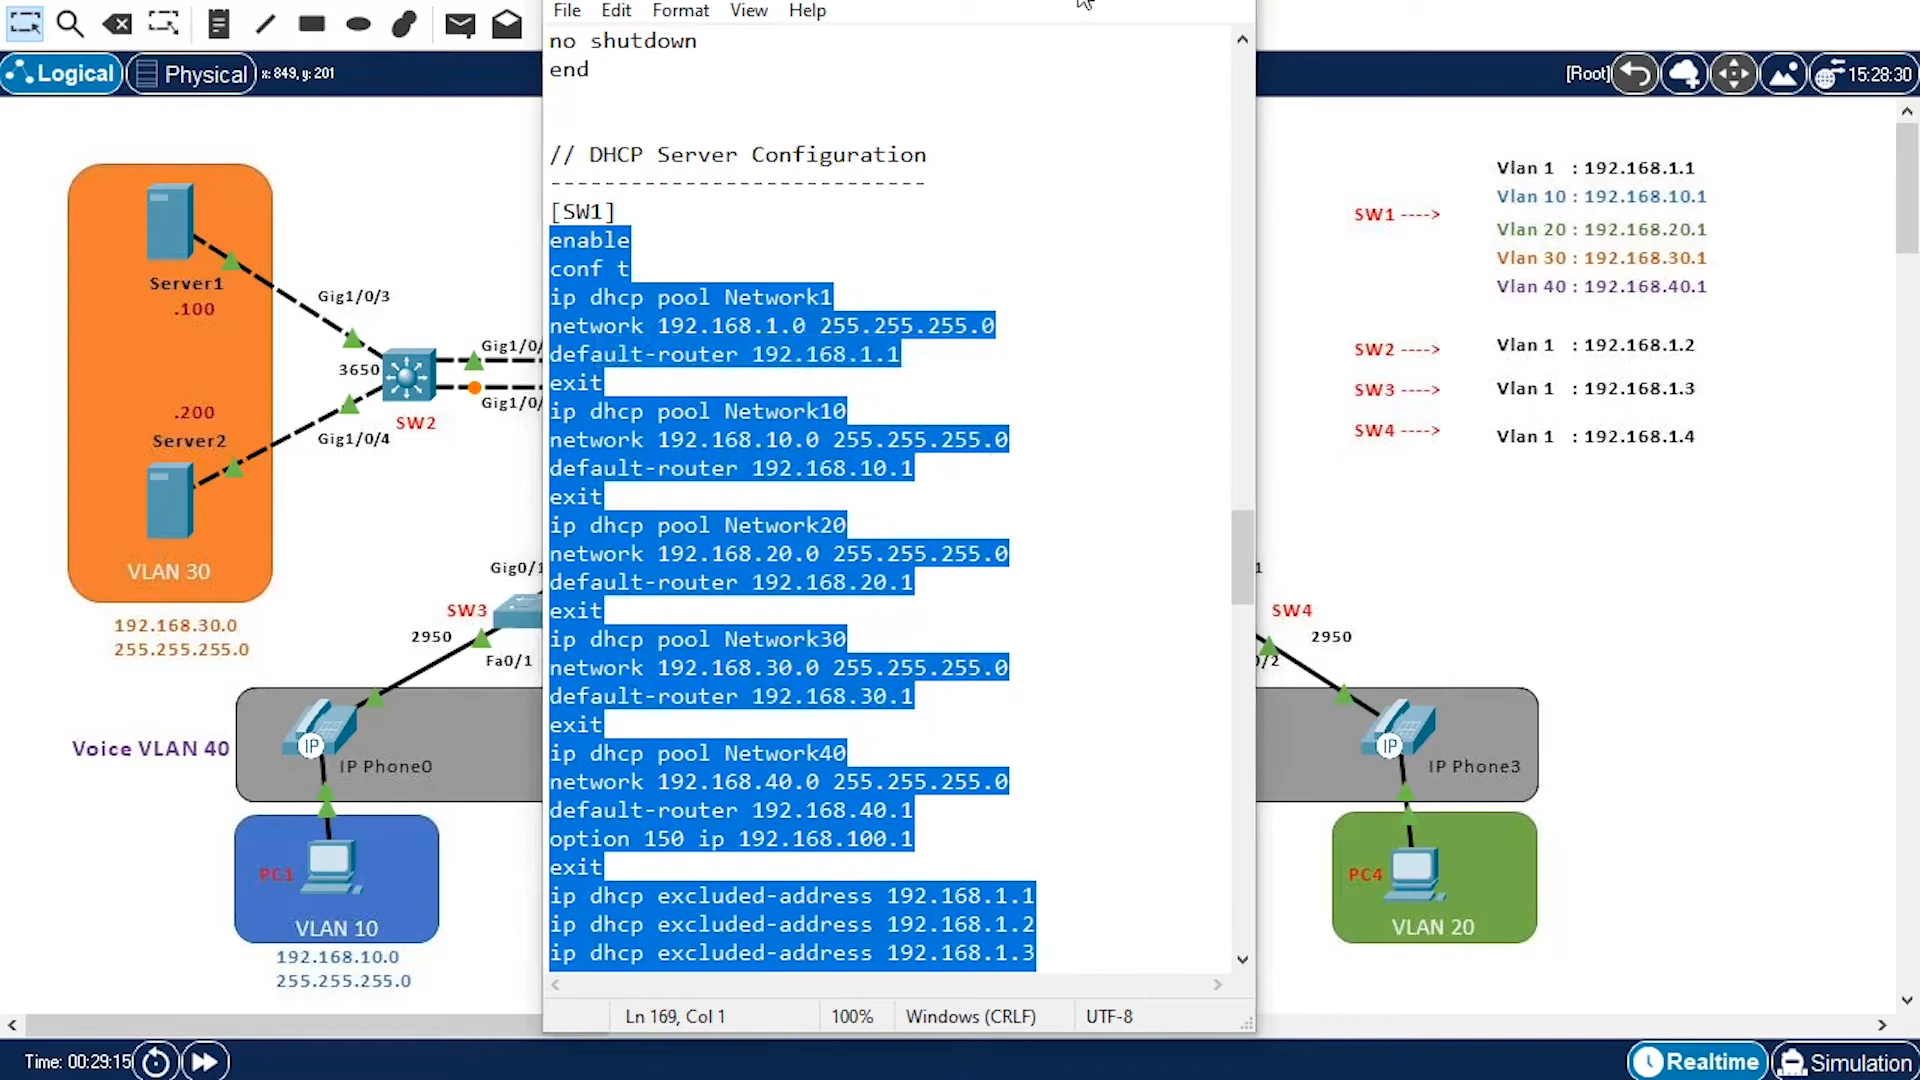 File Edit Format View Help
Logical Physical x: 849, y: 201
[Root] 15:28:30
no shutdown
end
// DHCP Server Configuration
----------------------------
[SW1]
enable
conf t
ip dhcp pool Network1
network 192.168.1.0 255.255.255.0
default-router 192.168.1.1
exit
ip dhcp pool Network10
network 192.168.10.0 255.255.255.0
default-router 192.168.10.1
exit
ip dhcp pool Network20
network 192.168.20.0 255.255.255.0
default-router 192.168.20.1
exit
ip dhcp pool Network30
network 192.168.30.0 255.255.255.0
default-router 192.168.30.1
exit
ip dhcp pool Network40
network 192.168.40.0 255.255.255.0
default-router 192.168.40.1
option 150 ip 192.168.100.1
exit
ip dhcp excluded-address 192.168.1.1
ip dhcp excluded-address 192.168.1.2
ip dhcp excluded-address 192.168.1.3
Ln 169, Col 1 100% Windows (CRLF) UTF-8
Server1
.100
Gig1/0/3
Gig1/0/
3650
Gig1/0/
SW2
.200
Server2
Gig1/0/4
VLAN 30
192.168.30.0
255.255.255.0
Gig0/1
SW3
2950
Fa0/1
Voice VLAN 40
IP
IP Phone0
PC1
VLAN 10
192.168.10.0
255.255.255.0
SW1 ---->
Vlan 1 : 192.168.1.1
Vlan 10 : 192.168.10.1
Vlan 20 : 192.168.20.1
Vlan 30 : 192.168.30.1
Vlan 40 : 192.168.40.1
SW2 ----> Vlan 1 : 192.168.1.2
SW3 ----> Vlan 1 : 192.168.1.3
SW4 ----> Vlan 1 : 192.168.1.4
1
SW4
2950
/2
IP
IP Phone3
PC4
VLAN 20
Time: 00:29:15
Realtime Simulation